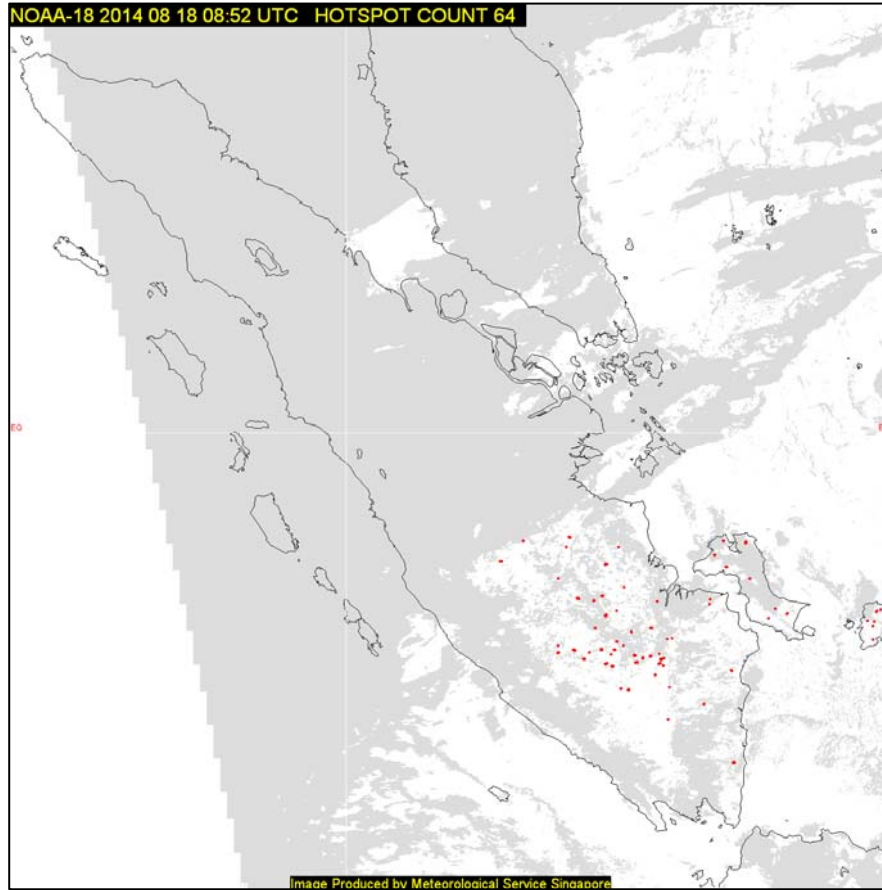 NOAA-18 2014 08 18 08:52 UTC   HOTSPOT COUNT 64
EQ
Image Produced by Meteorological Service Singapore